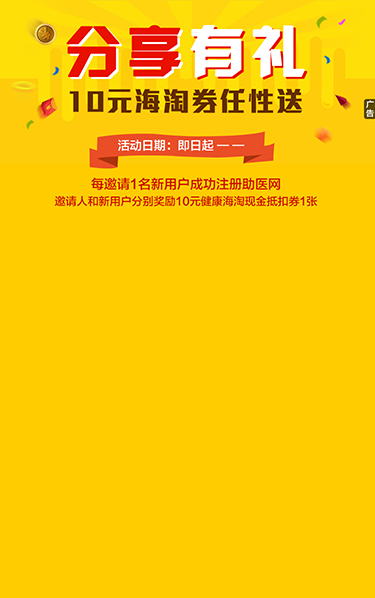 分享有礼
10元海淘券任性送
广告
活动日期：即日起 — —
每邀请1名新用户成功注册助医网
邀请人和新用户分别奖励10元健康海淘现金抵扣券1张